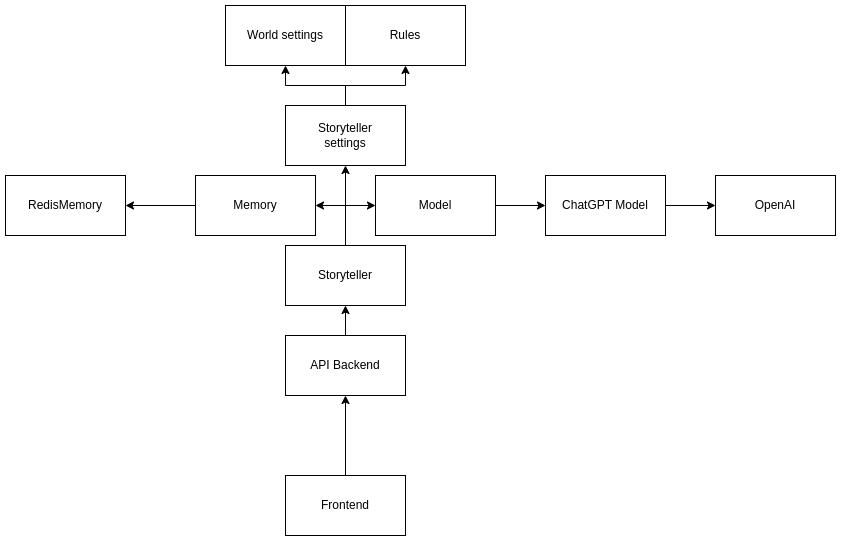 World settings
Rules
Storyteller
settings
RedisMemory
Memory
Model
ChatGPT Model
OpenAI
Storyteller
API Backend
Frontend